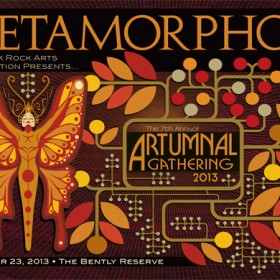 ETAMORPHO
K ROCK ARTS
TION PRESENTS...
The 7th Annual
ARTUMNAL
GATHERING
2013
R 23, 2013 • THE BENTLY RESERVE